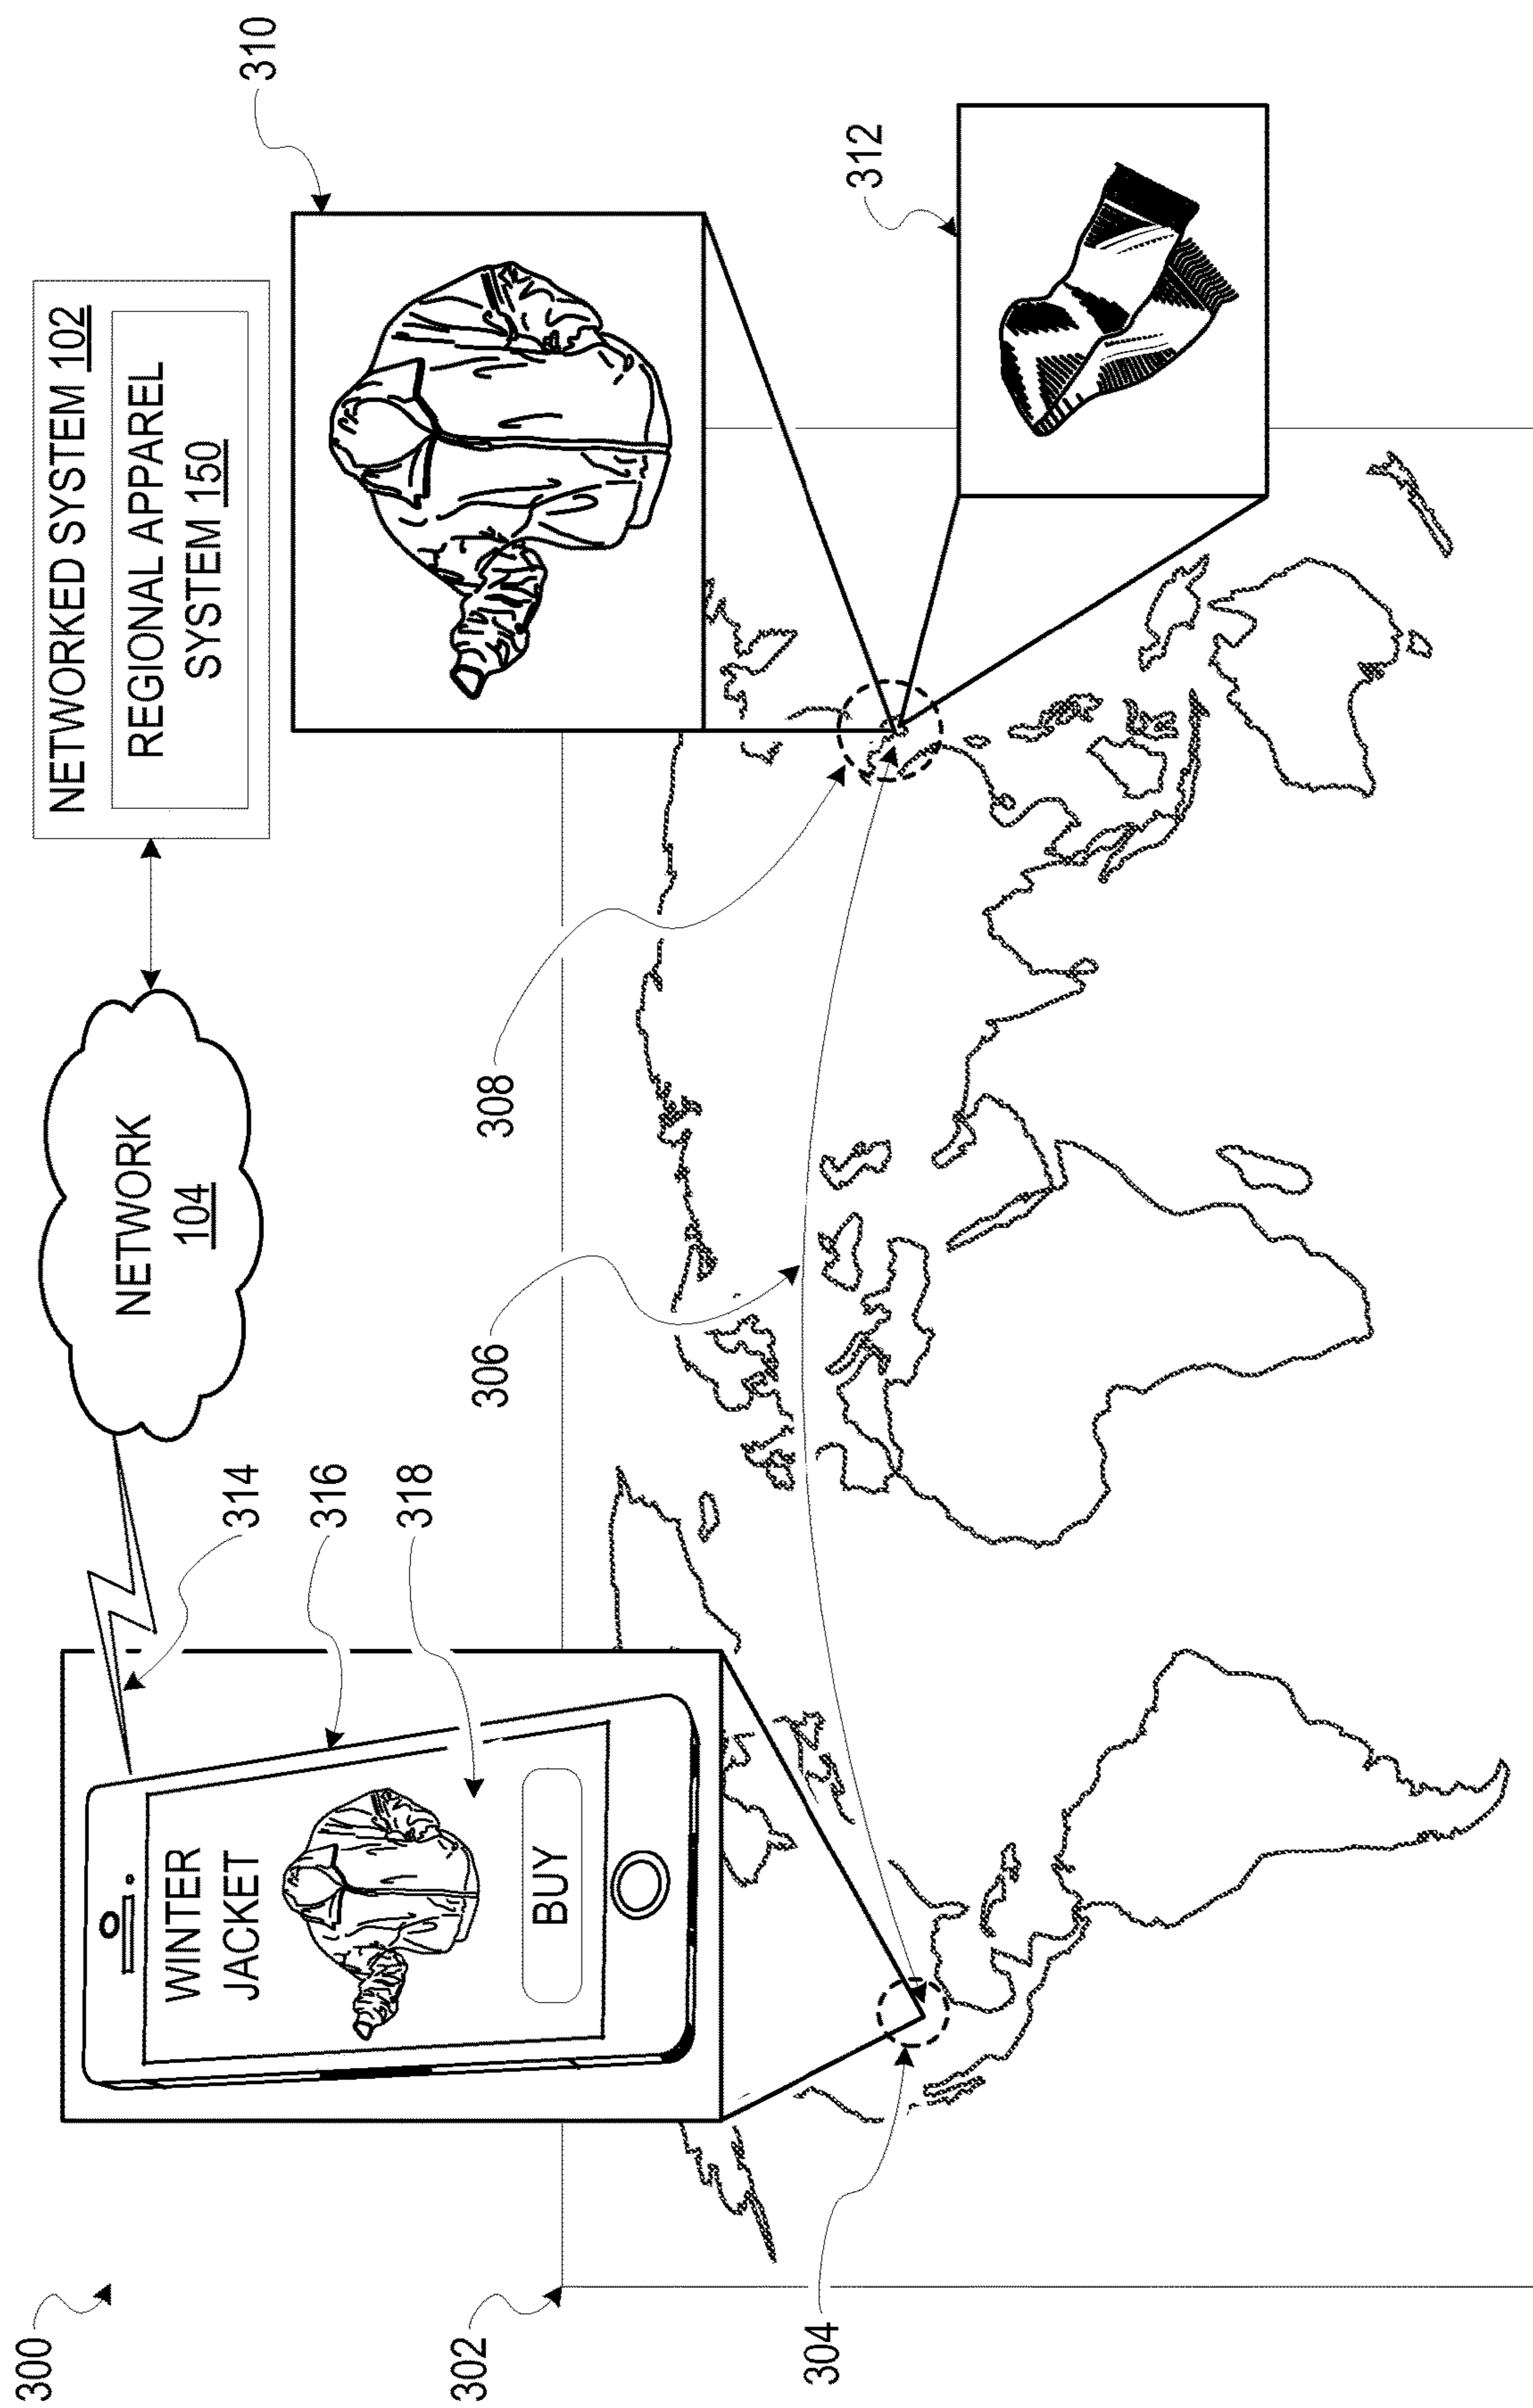 300
302
304
WINTER
JACKET
BUY
314
316
318
306
308
NETWORK
104
NETWORKED SYSTEM 102
REGIONAL APPAREL
SYSTEM 150
310
312